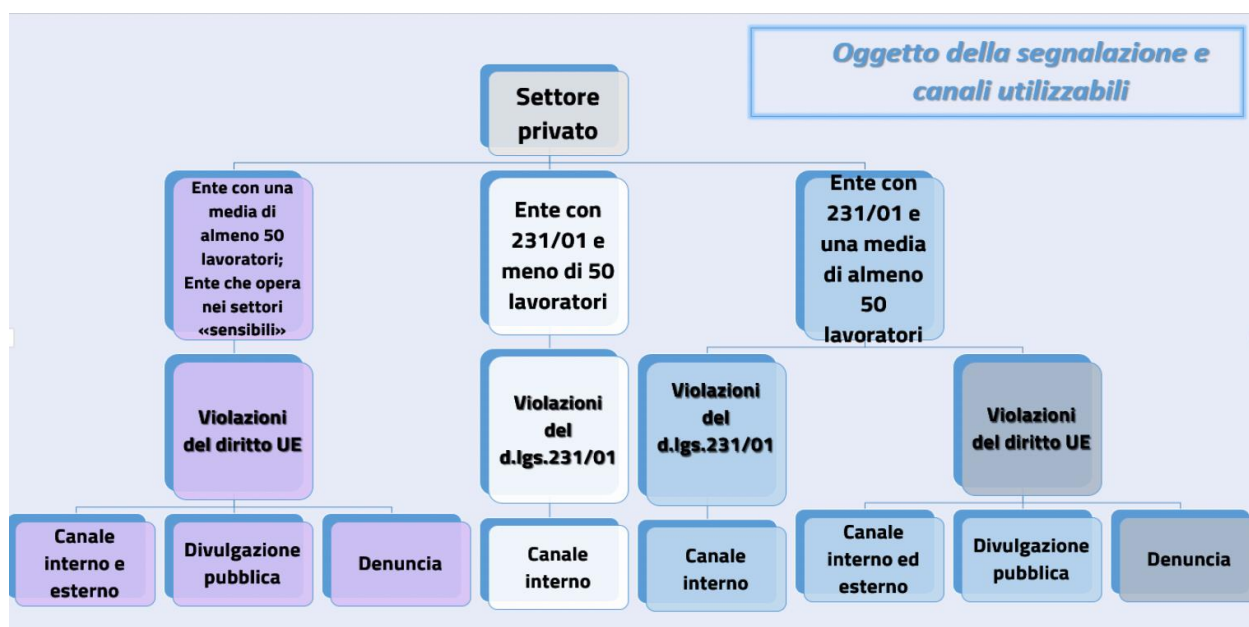 Oggetto della segnalazione e
canali utilizzabili
Settore
privato
Ente con una
media di
almeno 50
lavoratori;
Ente che opera
nei settori
«sensibili»
Ente con
231/01 e
meno di 50
lavoratori
Ente con
231/01 e
una media
di almeno
50
lavoratori
Violazioni
del diritto UE
Violazioni
del
d.lgs.231/01
Violazioni
del
d.lgs.231/01
Violazioni
del diritto UE
Canale
interno e
esterno
Divulgazione
pubblica
Denuncia
Canale
interno
Canale
interno
Canale
interno ed
esterno
Divulgazione
pubblica
Denuncia